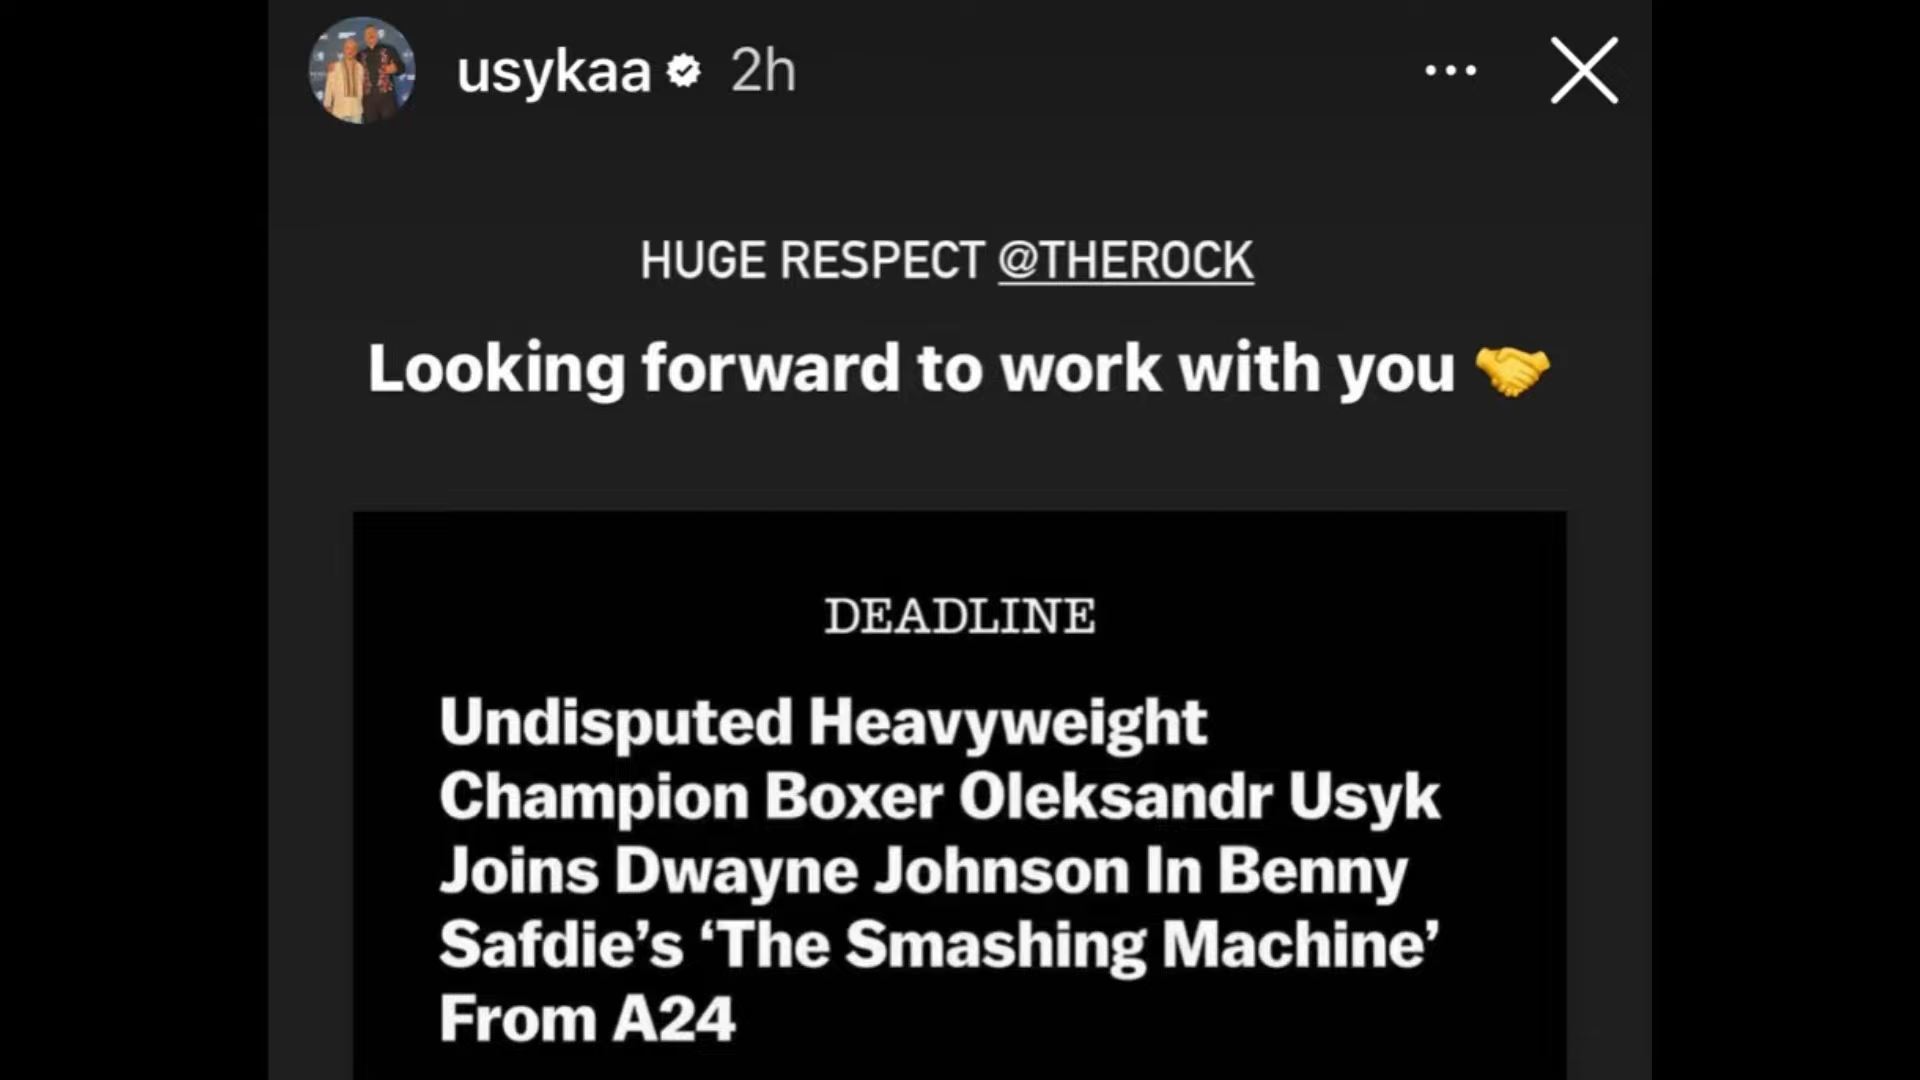 usykaa 2h
HUGE RESPECT @THEROCK
Looking forward to work with you 🤝
DEADLINE
Undisputed Heavyweight
Champion Boxer Oleksandr Usyk
Joins Dwayne Johnson In Benny
Safdie’s ‘The Smashing Machine’
From A24